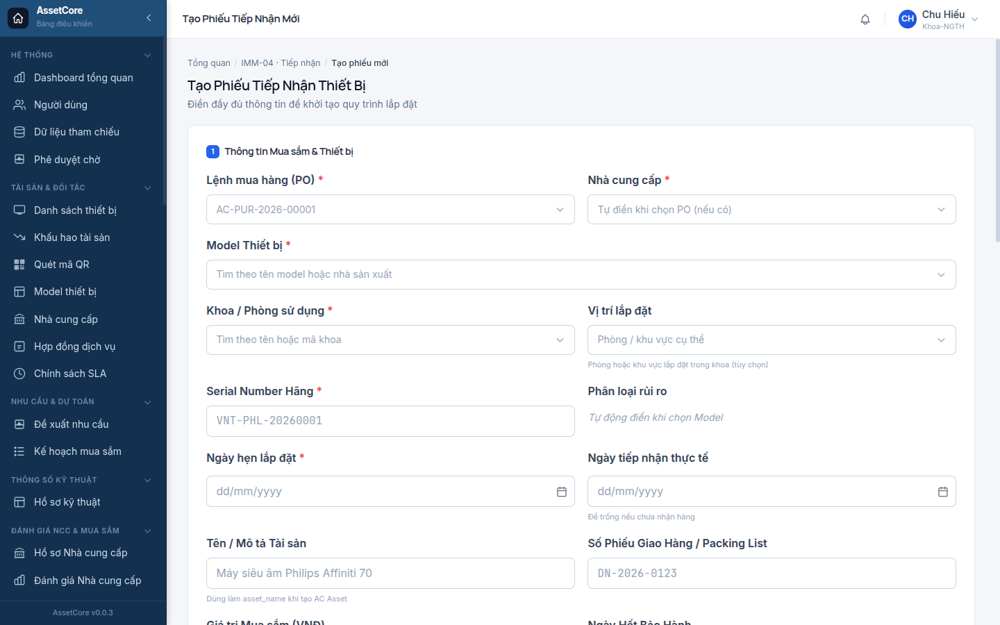 AssetCore
Bảng điều khiển
Tạo Phiếu Tiếp Nhận Mới
CH
Chu Hiếu
Khoa-NGTH
HỆ THỐNG
Dashboard tổng quan
Người dùng
Dữ liệu tham chiếu
Phê duyệt chờ
TÀI SẢN & ĐỐI TÁC
Danh sách thiết bị
Khấu hao tài sản
Quét mã QR
Model thiết bị
Nhà cung cấp
Hợp đồng dịch vụ
Chính sách SLA
NHU CẦU & DỰ TOÁN
Đề xuất nhu cầu
Kế hoạch mua sắm
THÔNG SỐ KỸ THUẬT
Hồ sơ kỹ thuật
ĐÁNH GIÁ NCC & MUA SẮM
Hồ sơ Nhà cung cấp
Đánh giá Nhà cung cấp
AssetCore v0.0.3
Tổng quan / IMM-04 · Tiếp nhận / Tạo phiếu mới
Tạo Phiếu Tiếp Nhận Thiết Bị
Điền đầy đủ thông tin để khởi tạo quy trình lắp đặt
1 Thông tin Mua sắm & Thiết bị
Lệnh mua hàng (PO) *
AC-PUR-2026-00001
Nhà cung cấp *
Tự điền khi chọn PO (nếu có)
Model Thiết bị *
Tìm theo tên model hoặc nhà sản xuất
Khoa / Phòng sử dụng *
Tìm theo tên hoặc mã khoa
Vị trí lắp đặt
Phòng / khu vực cụ thể
Phòng hoặc khu vực lắp đặt trong khoa (tùy chọn)
Serial Number Hãng *
VNT-PHL-20260001
Phân loại rủi ro
Tự động điền khi chọn Model
Ngày hẹn lắp đặt *
dd/mm/yyyy
Ngày tiếp nhận thực tế
dd/mm/yyyy
Để trống nếu chưa nhận hàng
Tên / Mô tả Tài sản
Máy siêu âm Philips Affiniti 70
Dùng làm asset_name khi tạo AC Asset
Số Phiếu Giao Hàng / Packing List
DN-2026-0123
Giá trị Mua sắm (VNĐ)
Ngày Hết Bảo Hành